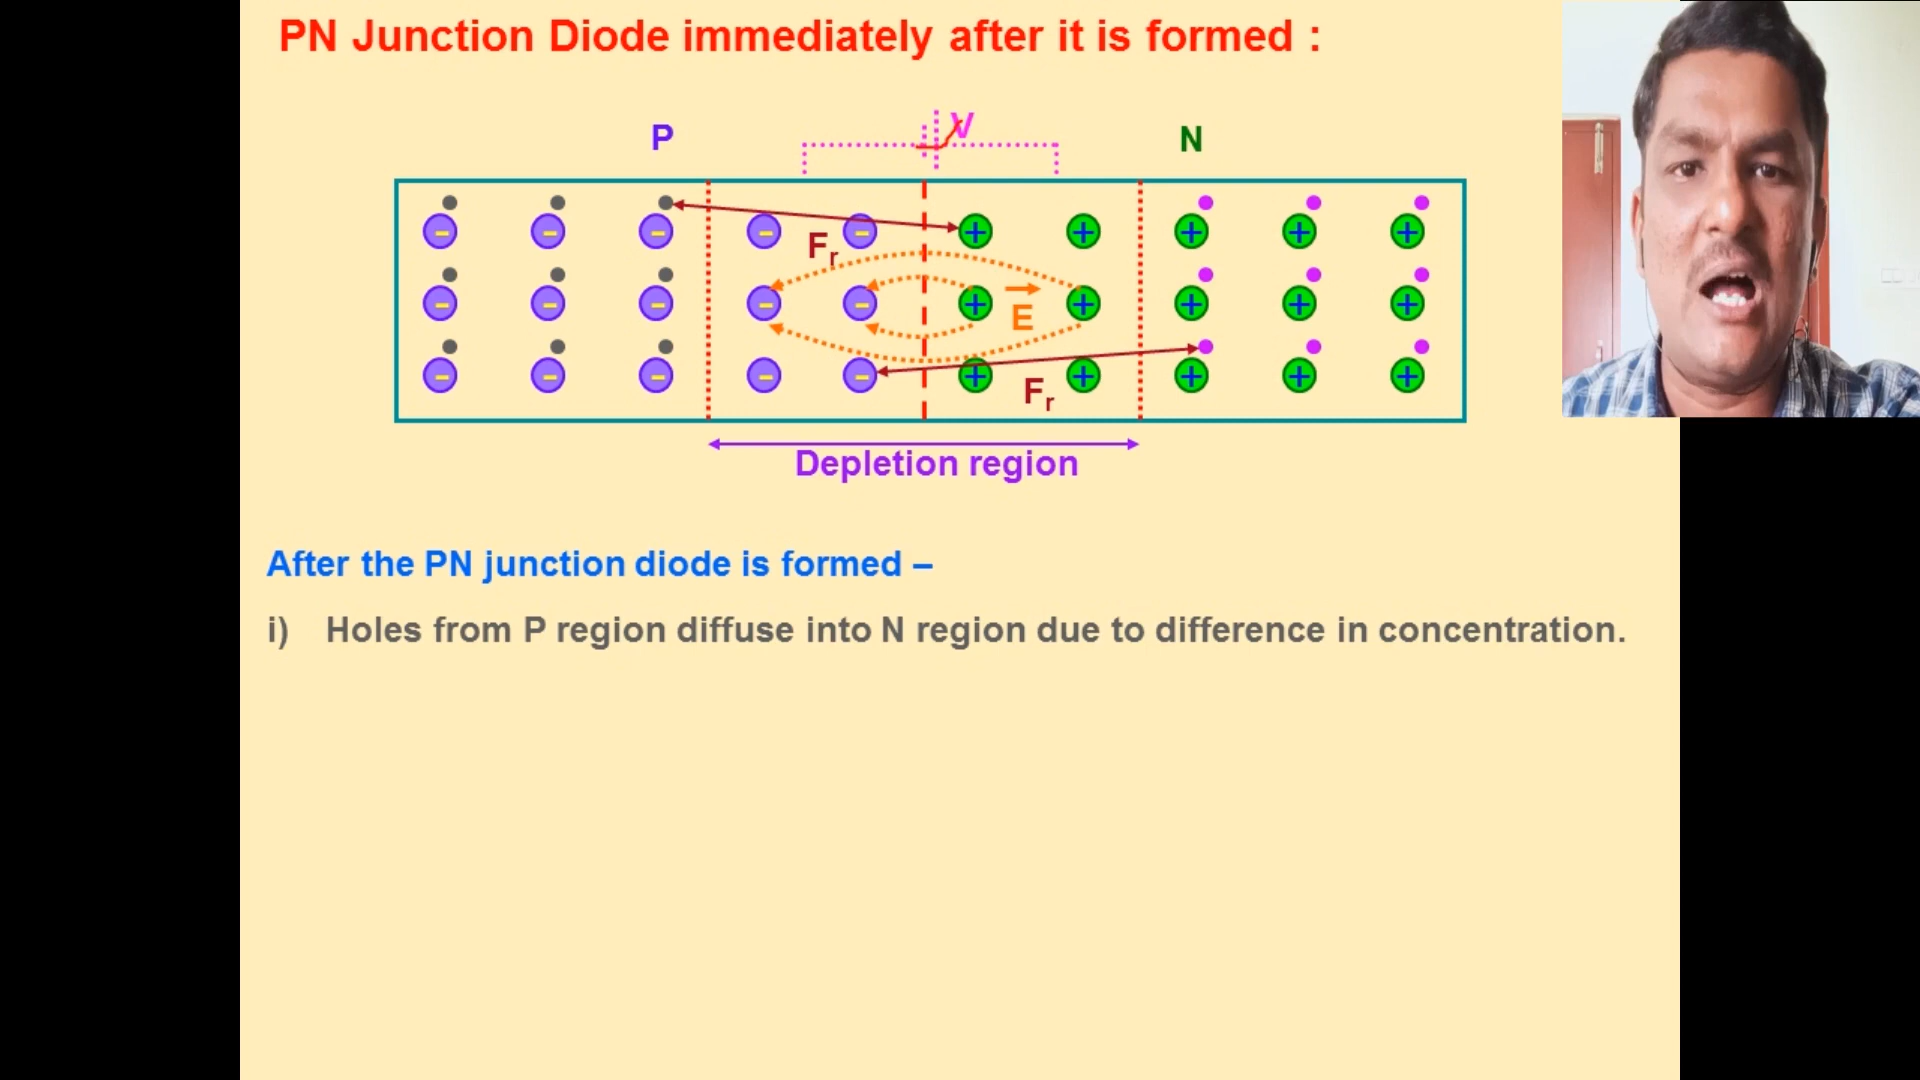 PN Junction Diode immediately after it is formed :
P
V
N
Fr
E
Fr
Depletion region
After the PN junction diode is formed –
i) Holes from P region diffuse into N region due to difference in concentration.